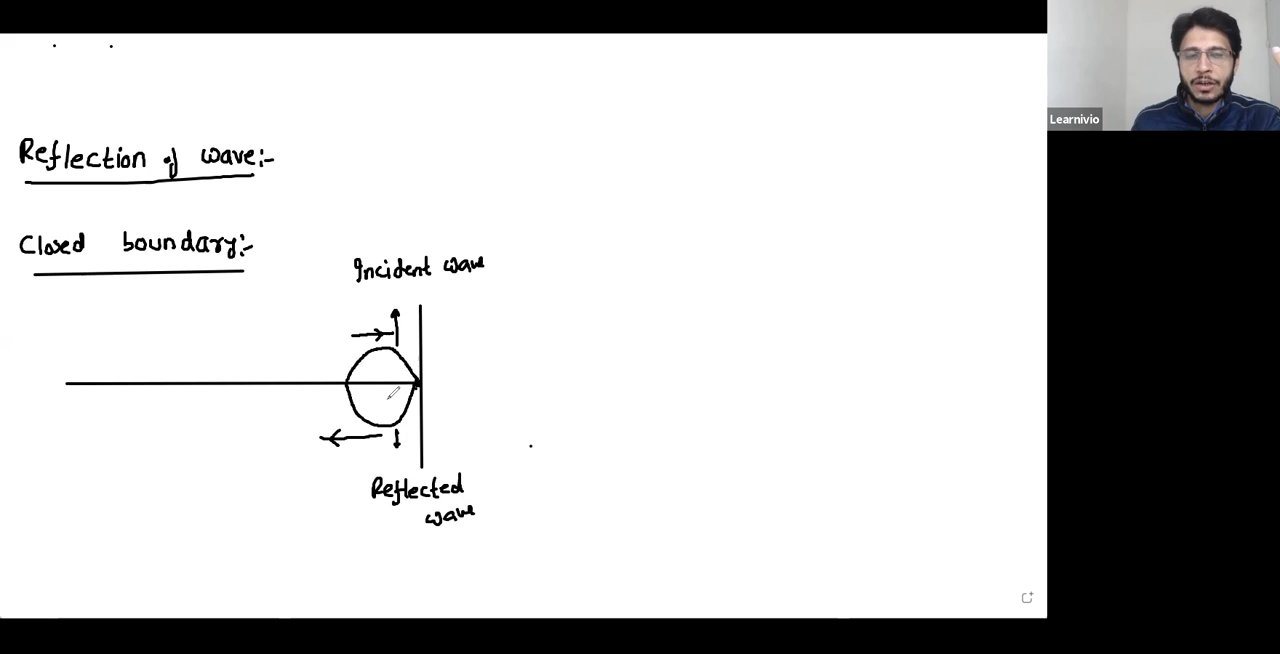 Learnivio
Reflection of wave:-
Closed boundary:-
Incident wave
Reflected
wave